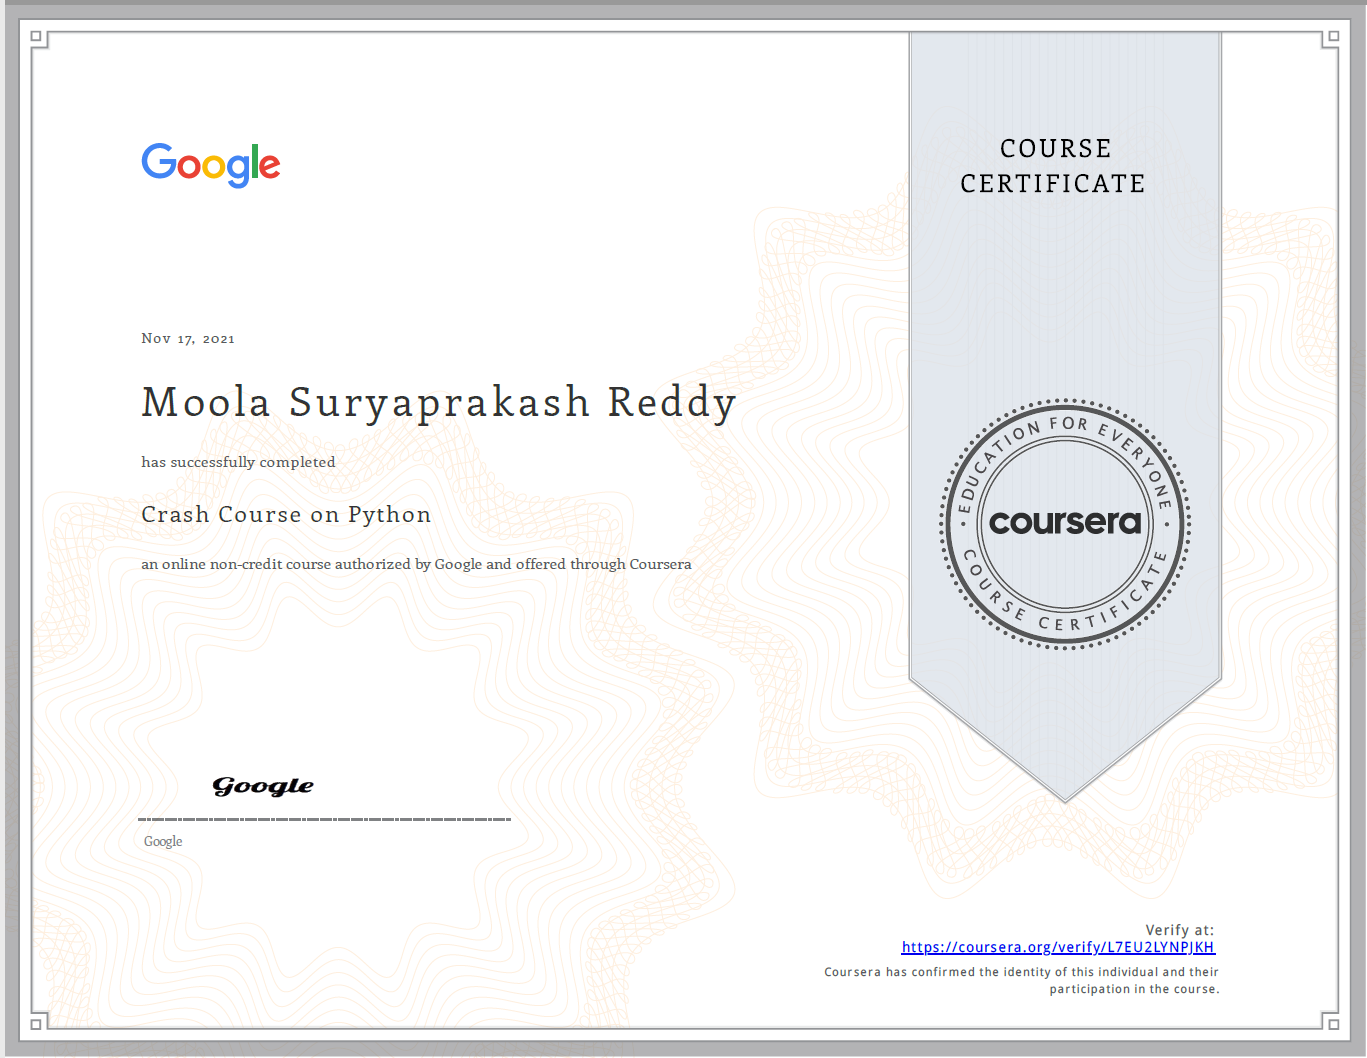 Google
COURSE
CERTIFICATE
Nov 17, 2021
Moola Suryaprakash Reddy
has successfully completed
Crash Course on Python
an online non-credit course authorized by Google and offered through Coursera
EDUCATION FOR EVERYONE
coursera
COURSE CERTIFICATE
Google
Google
Verify at:
https://coursera.org/verify/L7EU2LYNPJKH
Coursera has confirmed the identity of this individual and their
participation in the course.